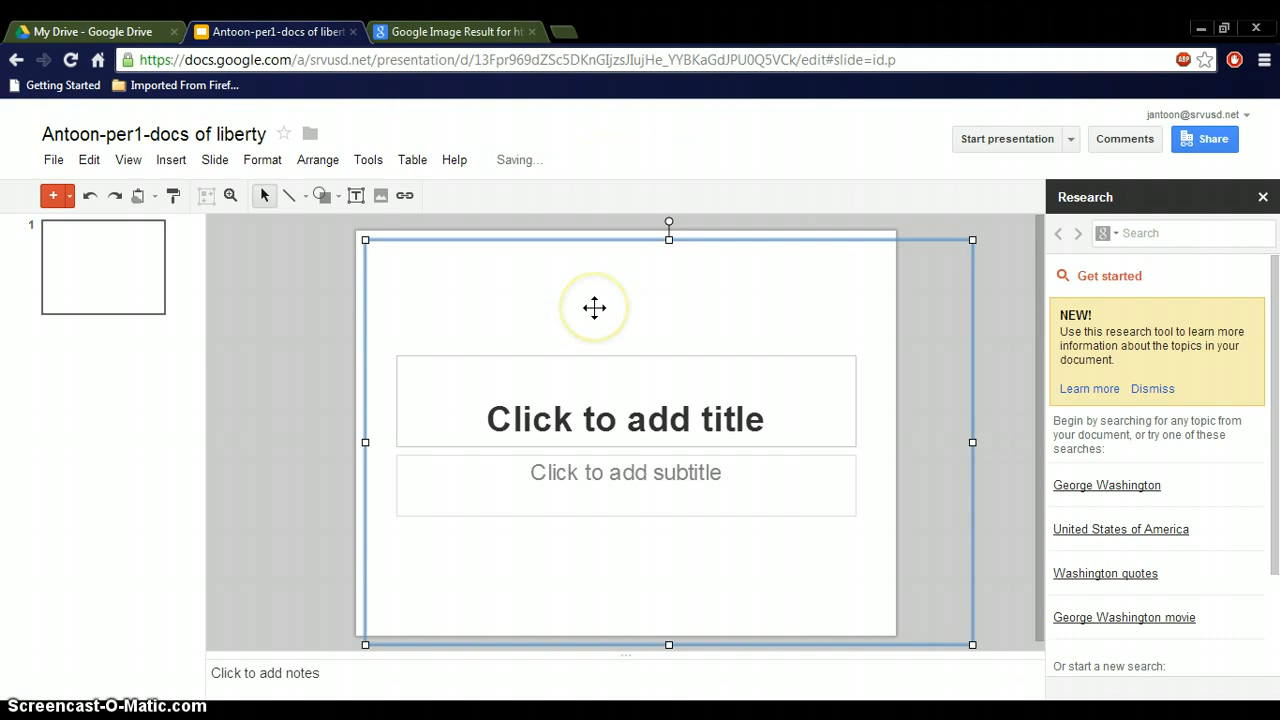 My Drive - Google Drive
Antoon-per1-docs of libert
Google Image Result for ht
https://docs.google.com/a/srvusd.net/presentation/d/13Fpr969dZSc5DKnGIjzsJIujHe_YYBKaGdJPU0Q5VCk/edit#slide=id.p
ABP
Getting Started
Imported From Firef...
jantoon@srvusd.net
Antoon-per1-docs of liberty
Start presentation
Comments
Share
File Edit View Insert Slide Format Arrange Tools Table Help Saving...
Research
1
Search
Get started
NEW!
Use this research tool to learn more
information about the topics in your
document.
Learn more Dismiss
Begin by searching for any topic from
your document, or try one of these
searches:
George Washington
United States of America
Washington quotes
George Washington movie
Or start a new search:
Click to add title
Click to add subtitle
Click to add notes
Screencast-O-Matic.com